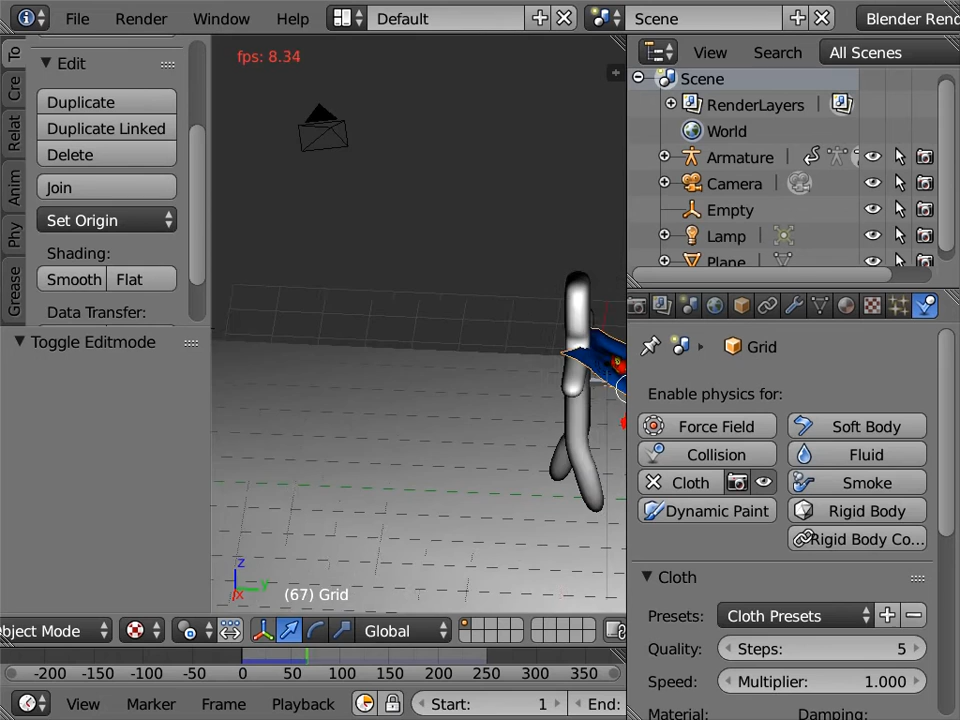 File Render Window Help Default Scene Blender Rend
To
Cre
Relat
Anim
Phy
Grease
Edit
Duplicate
Duplicate Linked
Delete
Join
Set Origin
Shading:
Smooth Flat
Data Transfer:
Toggle Editmode
fps: 8.34
z
y
x
(67) Grid
bject Mode Global
-200 -150 -100 -50 0 50 100 150 200 250 300 350
View Marker Frame Playback Start: 1 End:
View Search All Scenes
Scene
RenderLayers
World
Armature
Camera
Empty
Lamp
Plane
Grid
Enable physics for:
Force Field Soft Body
Collision Fluid
Cloth Smoke
Dynamic Paint Rigid Body
Rigid Body Co...
Cloth
Presets: Cloth Presets
Quality: Steps: 5
Speed: Multiplier: 1.000
Material: Damping: